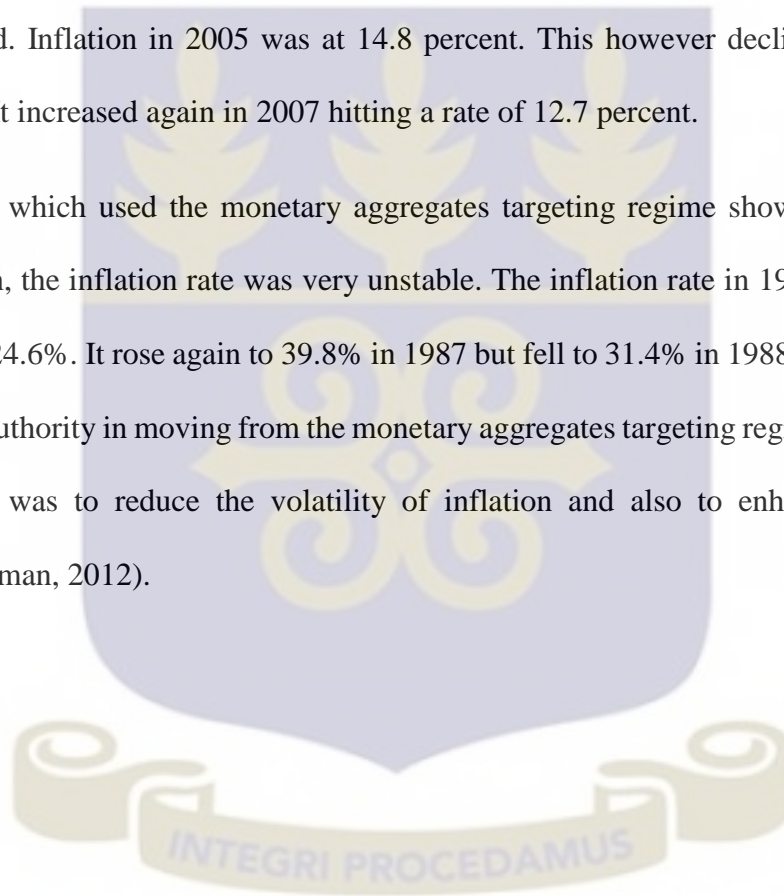 d. Inflation in 2005 was at 14.8 percent. This however decli
t increased again in 2007 hitting a rate of 12.7 percent.
which used the monetary aggregates targeting regime show
n, the inflation rate was very unstable. The inflation rate in 19
24.6%. It rose again to 39.8% in 1987 but fell to 31.4% in 1988
uthority in moving from the monetary aggregates targeting reg
was to reduce the volatility of inflation and also to enh
man, 2012).
INTEGRI PROCEDAMUS